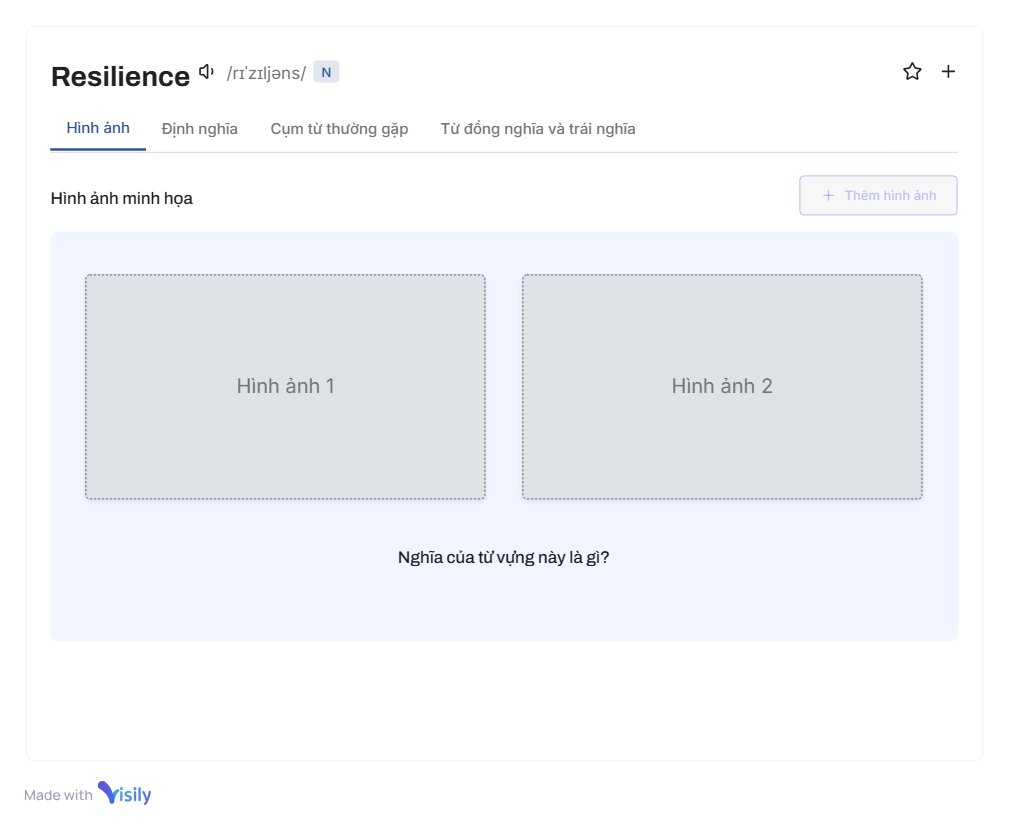 Resilience /rɪˈzɪljəns/ N
Hình ảnh Định nghĩa Cụm từ thường gặp Từ đồng nghĩa và trái nghĩa
Hình ảnh minh họa
Thêm hình ảnh
Hình ảnh 1 Hình ảnh 2
Nghĩa của từ vựng này là gì?
Made with Visily